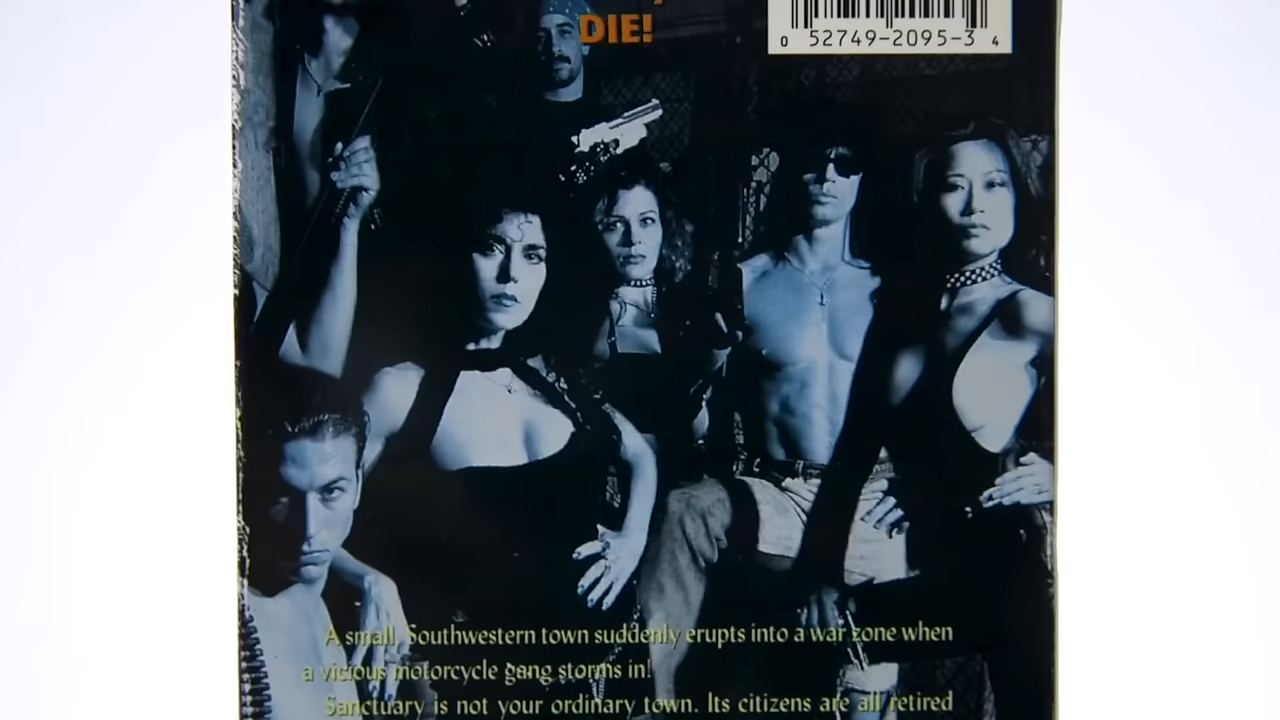 DIE!
0 52749-2095-3 4
A small, Southwestern town suddenly erupts into a war zone when
a vicious motorcycle gang storms in!
Sanctuary is not your ordinary town. Its citizens are all retired